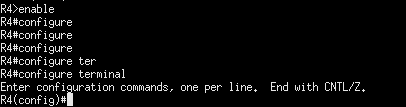 R4>enable
R4#configure
R4#configure
R4#configure
R4#configure ter
R4#configure terminal
Enter configuration commands, one per line.  End with CNTL/Z.
R4(config)#